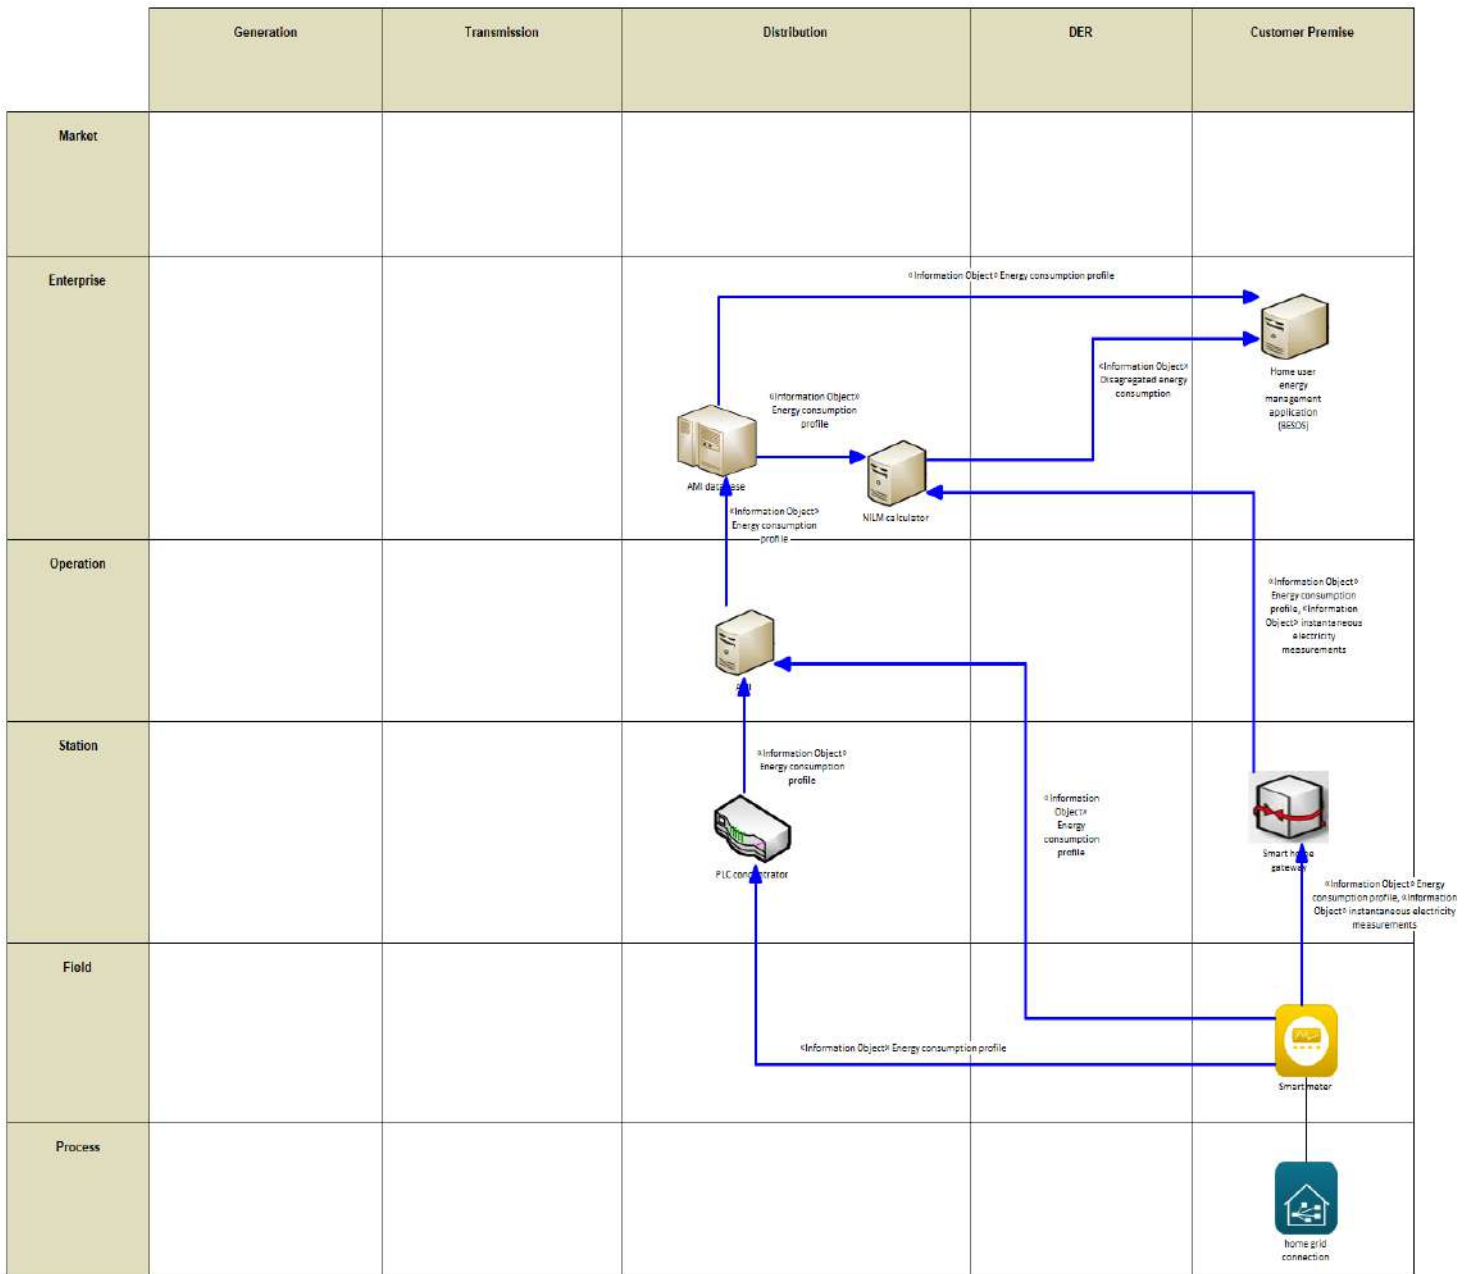 Generation
Transmission
Distribution
DER
Customer Premise
Market
Enterprise
«Information Object» Energy consumption profile
«Information Object»
Disagregated energy
consumption
Home user
energy
management
application
(BESOS)
«Information Object»
Energy consumption
profile
AMI database
NILM calculator
«Information Object»
Energy consumption
profile
Operation
«Information Object»
Energy consumption
profile, «Information
Object» instantaneous
electricity
measurements
Station
«Information Object»
Energy consumption
profile
«Information
Object»
Energy
consumption
profile
PLC concentrator
Smart home
gateway
«Information Object» Energy
consumption profile, «Information
Object» instantaneous electricity
measurements
Field
«Information Object» Energy consumption profile
Smart meter
Process
home grid
connection